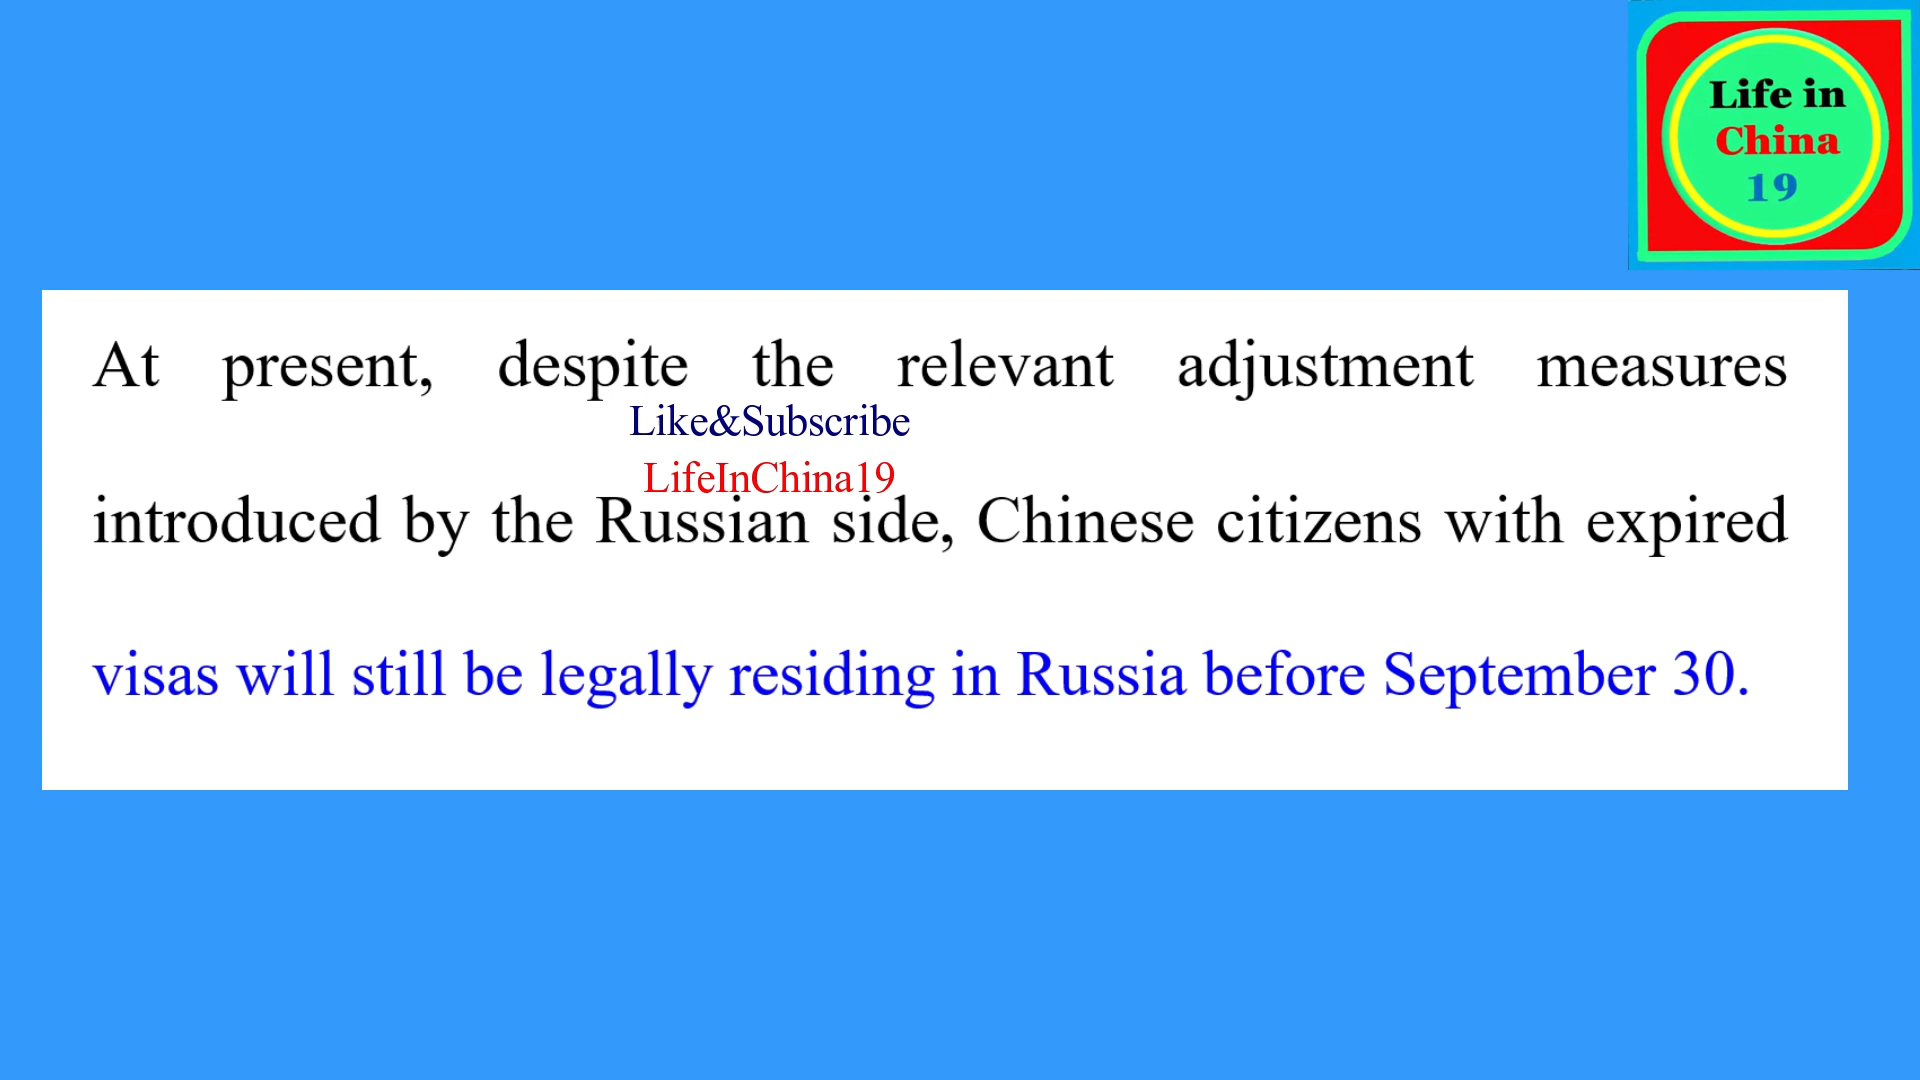 Life in
China
19
At present, despite the relevant adjustment measures
Like&Subscribe
LifeInChina19
introduced by the Russian side, Chinese citizens with expired
visas will still be legally residing in Russia before September 30.